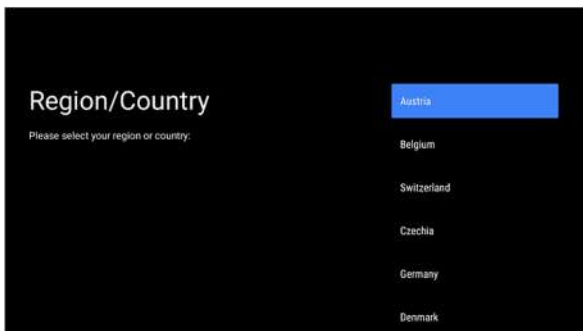 Region/Country
Please select your region or country:
Austria
Belgium
Switzerland
Czechia
Germany
Denmark